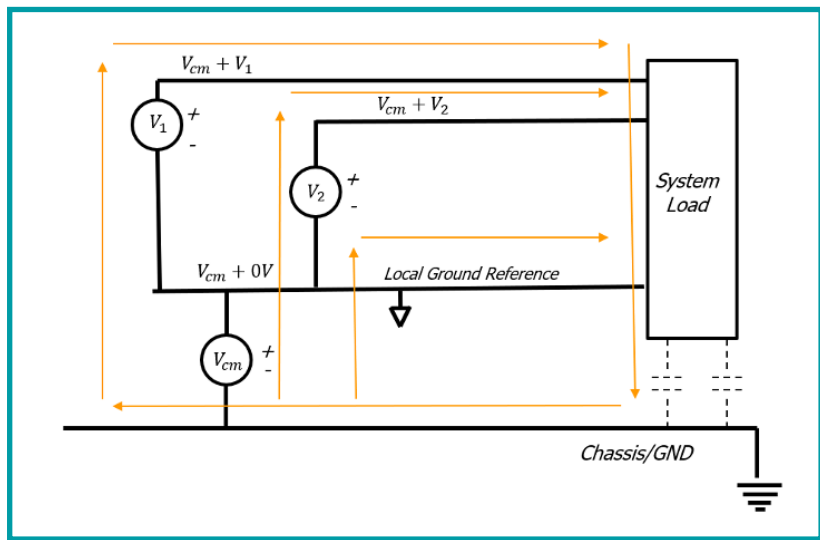 Vcm + V1
Vcm + V2
V1
+
-
V2
+
-
System
Load
Vcm + 0V
Local Ground Reference
Vcm
+
-
Chassis/GND